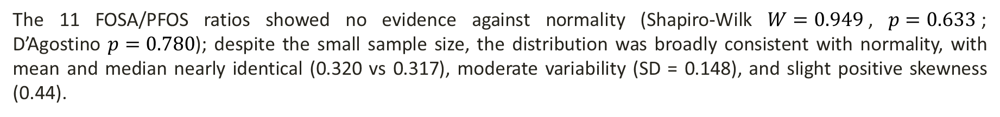 The 11 FOSA/PFOS ratios showed no evidence against normality (Shapiro-Wilk W = 0.949 , p = 0.633 ;
D’Agostino p = 0.780); despite the small sample size, the distribution was broadly consistent with normality, with
mean and median nearly identical (0.320 vs 0.317), moderate variability (SD = 0.148), and slight positive skewness
(0.44).